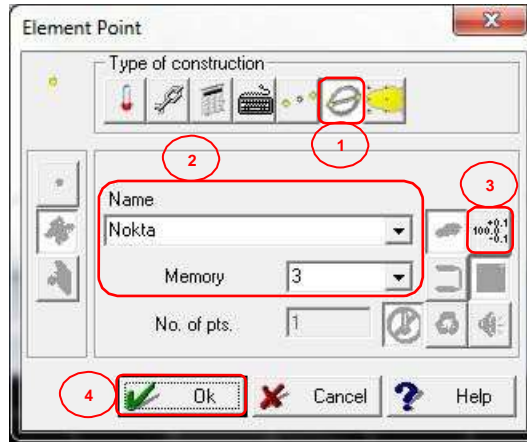 Element Point
Type of construction
1
2
3
Name
Nokta
100.0 +0.1 -0.1
Memory 3
No. of pts. 1
4
Ok Cancel ? Help